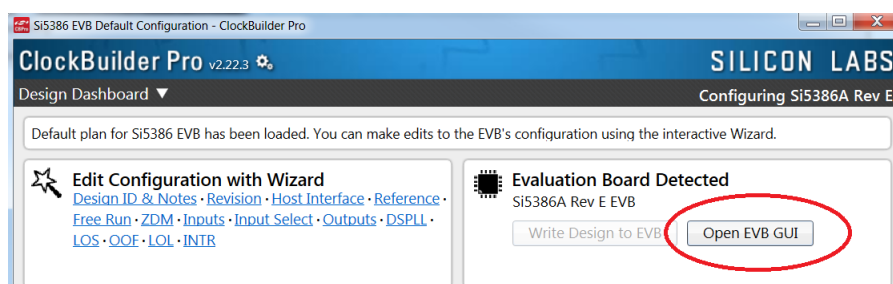 Si5386 EVB Default Configuration - ClockBuilder Pro
ClockBuilder Pro v2.22.3
SILICON LABS
Design Dashboard ▼
Configuring Si5386A Rev E
Default plan for Si5386 EVB has been loaded. You can make edits to the EVB's configuration using the interactive Wizard.
Edit Configuration with Wizard
Design ID & Notes · Revision · Host Interface · Reference ·
Free Run · ZDM · Inputs · Input Select · Outputs · DSPLL ·
LOS · OOF · LOL · INTR
Evaluation Board Detected
Si5386A Rev E EVB
Write Design to EVB
Open EVB GUI